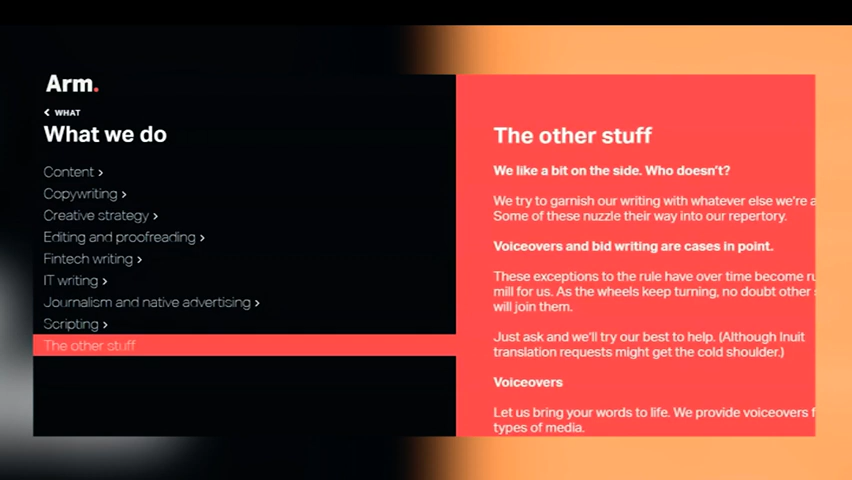 Arm.
WHAT
What we do
Content
Copywriting
Creative strategy
Editing and proofreading
Fintech writing
IT writing
Journalism and native advertising
Scripting
The other stuff
The other stuff
We like a bit on the side. Who doesn't?
We try to garnish our writing with whatever else we're
Some of these nuzzle their way into our repertory.
Voiceovers and bid writing are cases in point.
These exceptions to the rule have over time become
mill for us. As the wheels keep turning, no doubt other
will join them.
Just ask and we'll try our best to help. (Although Inuit
translation requests might get the cold shoulder.)
Voiceovers
Let us bring your words to life. We provide voiceovers
types of media.